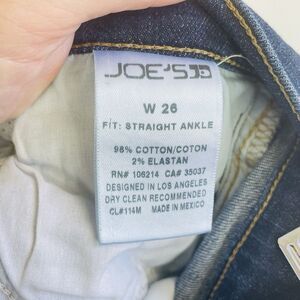 JOE'S
W 26
FIT: STRAIGHT ANKLE
98% COTTON/COTON
2% ELASTAN
RN# 106214 CA# 35037
DESIGNED IN LOS ANGELES
DRY CLEAN RECOMMENDED
CL#114M MADE IN MEXICO